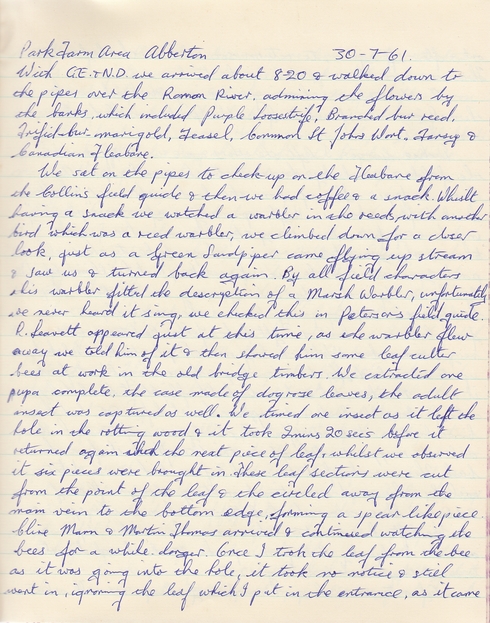 Park Farm Area Abberton 30-7-61.
With G.E.T.N.D. we arrived about 8-20 & walked down to
the pipes over the Roman River, admiring the flowers by
the banks, which included Purple Loosestrife, Branched bur reed,
Trifid-bur marigold, Teasel, Common St Johns Wort, Tansy &
Canadian Fleabane.
We sat on the pipes to check up on the Fleabane from
the Collins field guide & then we had coffee & a snack. Whilst
having a snack we watched a warbler in the reeds, with another
bird which was a reed warbler, we climbed down for a closer
look, just as a Green Sandpiper came flying up stream
& saw us & turned back again. By all field characters
this warbler fitted the description of a Marsh Warbler, unfortunately
we never heard it sing, we checked this in Peterson's field guide.
R. Leavett appeared just at this time, as the warbler flew
away we told him of it & then showed him some leaf cutter
bees at work in the old bridge timbers. We extracted one
pupa complete, the case made of dog rose leaves, the adult
insect was captured as well. We timed one insect as it left the
hole in the rotting wood & it took 2 mins 20 secs before it
returned again with the next piece of leaf, whilst we observed
it six pieces were brought in. These leaf sections were cut
from the point of the leaf & the circled away from the
main vein to the bottom edge, forming a spear like piece.
Clive Mann & Martin Thomas arrived & continued watching the
bees for a while longer. Once I took the leaf from the bee
as it was going into the hole, it took no notice & still
went in, ignoring the leaf which I put in the entrance, as it came